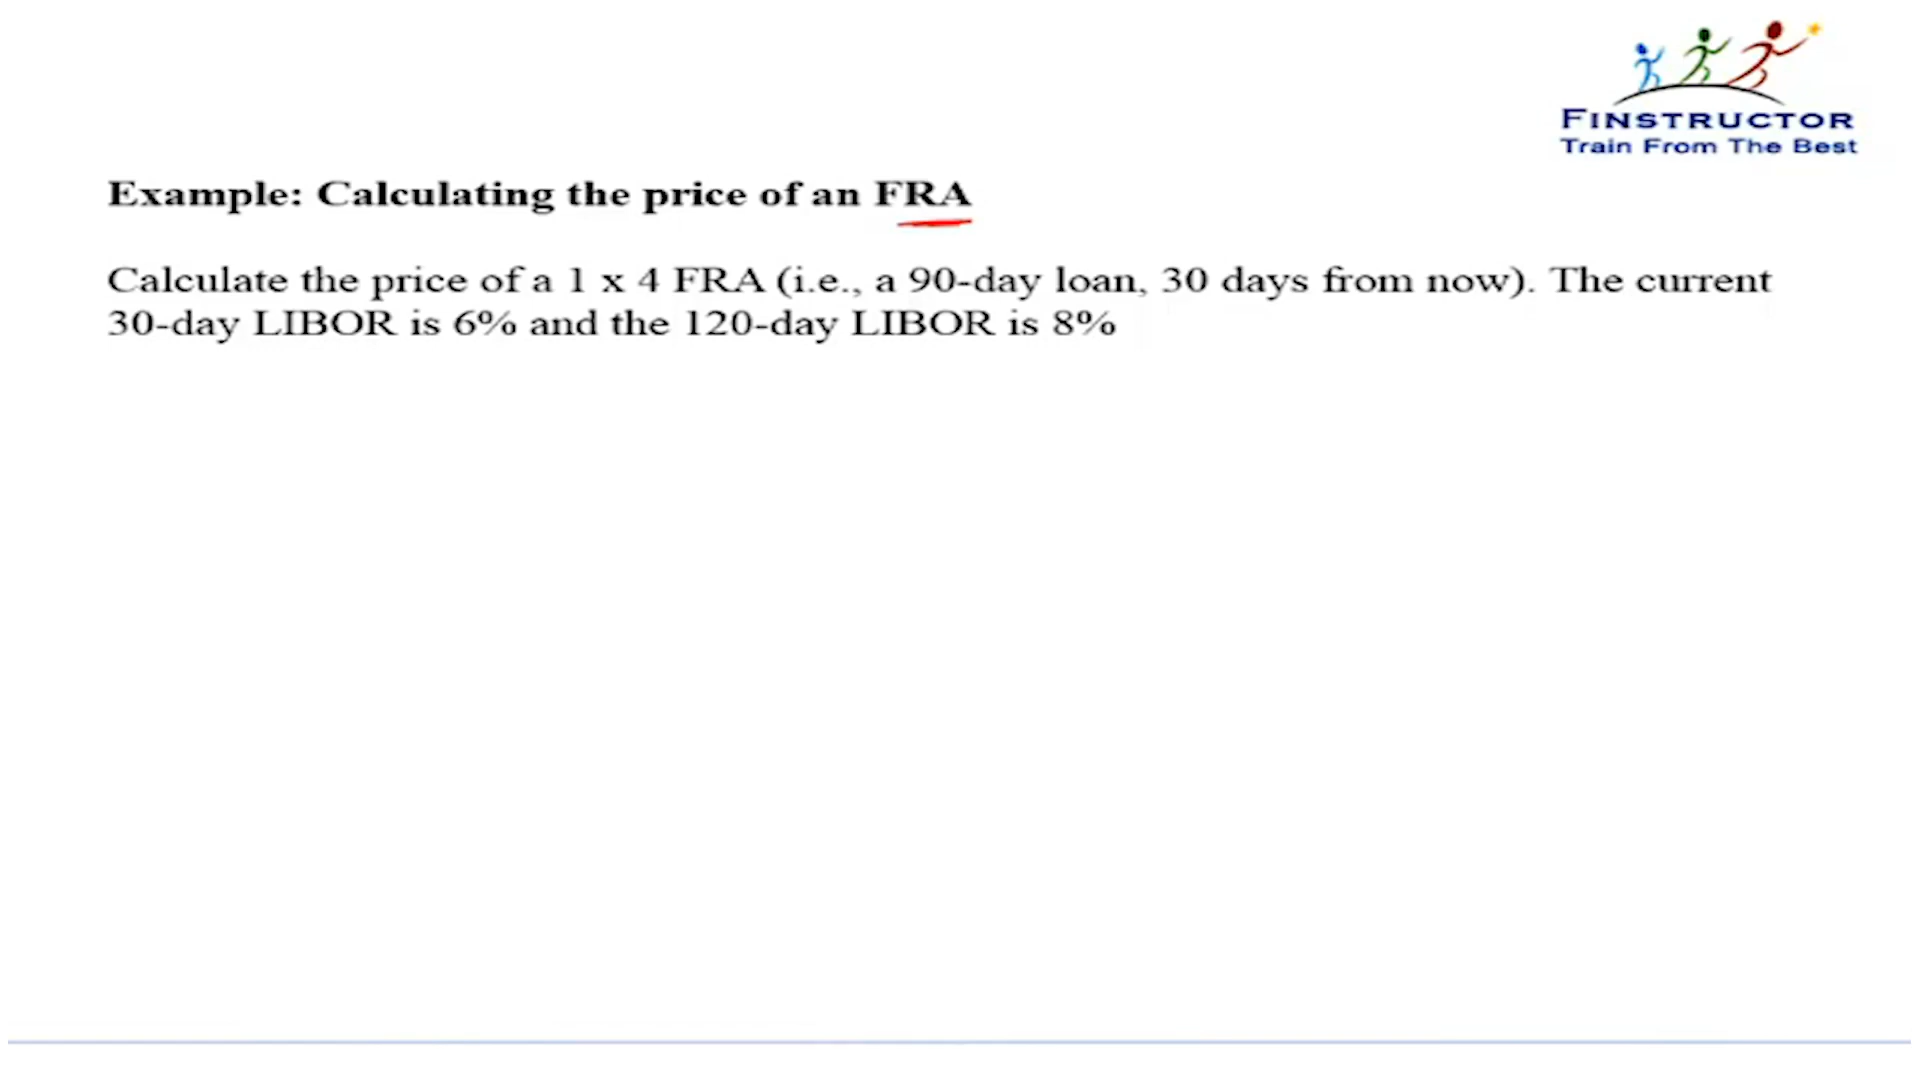 FINSTRUCTOR
Train From The Best
Example: Calculating the price of an FRA
Calculate the price of a 1 x 4 FRA (i.e., a 90-day loan, 30 days from now). The current
30-day LIBOR is 6% and the 120-day LIBOR is 8%